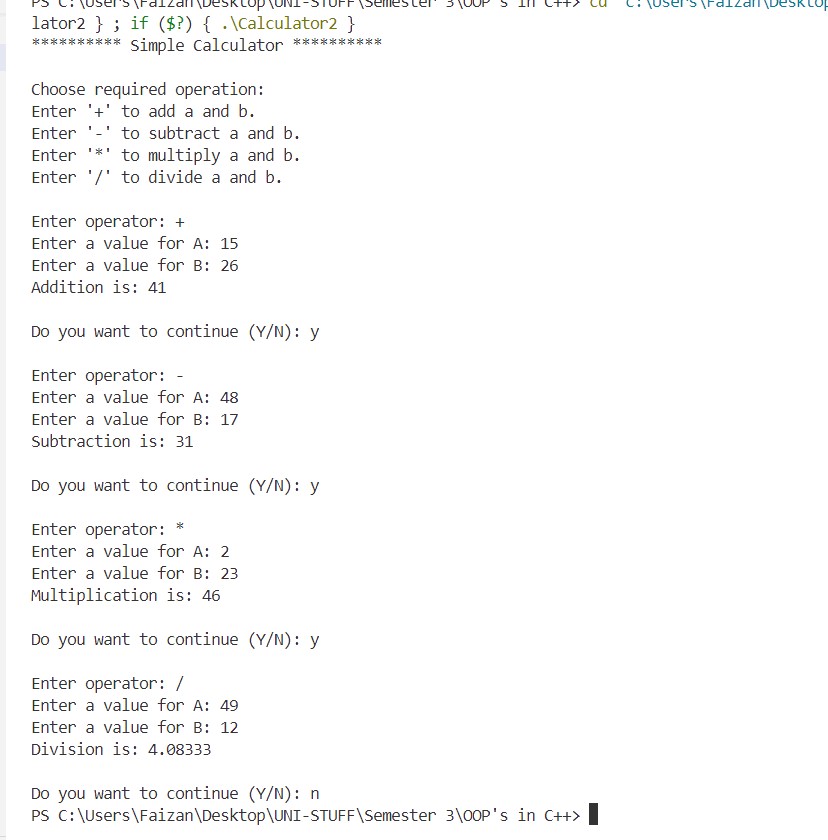 PS C:\Users\Faizan\Desktop\UNI-STUFF\Semester 3\OOP's in C++> cd "c:\Users\Faizan\Desktop
lator2 } ; if ($?) { .\Calculator2 }
********** Simple Calculator **********
Choose required operation:
Enter '+' to add a and b.
Enter '-' to subtract a and b.
Enter '*' to multiply a and b.
Enter '/' to divide a and b.
Enter operator: +
Enter a value for A: 15
Enter a value for B: 26
Addition is: 41
Do you want to continue (Y/N): y
Enter operator: -
Enter a value for A: 48
Enter a value for B: 17
Subtraction is: 31
Do you want to continue (Y/N): y
Enter operator: *
Enter a value for A: 2
Enter a value for B: 23
Multiplication is: 46
Do you want to continue (Y/N): y
Enter operator: /
Enter a value for A: 49
Enter a value for B: 12
Division is: 4.08333
Do you want to continue (Y/N): n
PS C:\Users\Faizan\Desktop\UNI-STUFF\Semester 3\OOP's in C++>